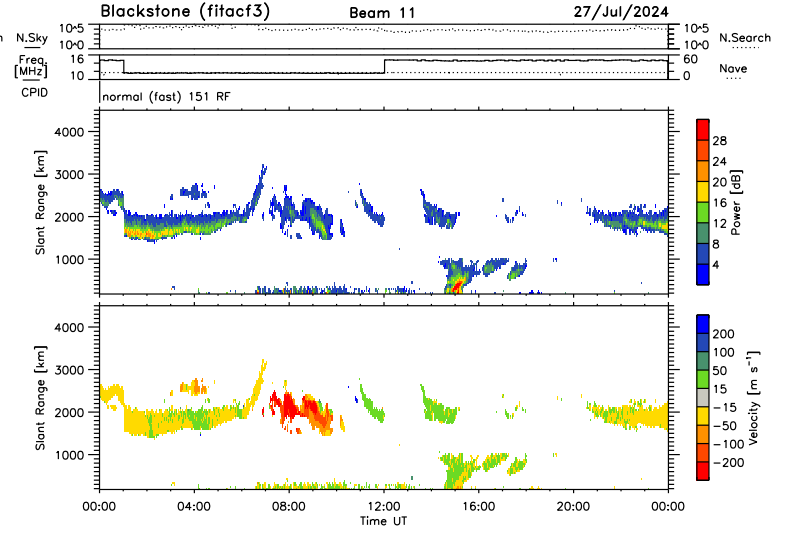 Blackstone (fitacf3) Beam 11 27/Jul/2024
N.Sky 10^5 10^0 10^5 10^0 N.Search
Freq. [MHz] 16 10 60 0 Nave
CPID normal (fast) 151 RF
Slant Range [km] 4000 3000 2000 1000
28 24 20 16 12 8 4 Power [dB]
Slant Range [km] 4000 3000 2000 1000
200 100 50 15 −15 −50 −100 −200 Velocity [m s⁻¹]
00:00 04:00 08:00 12:00 16:00 20:00 00:00
Time UT